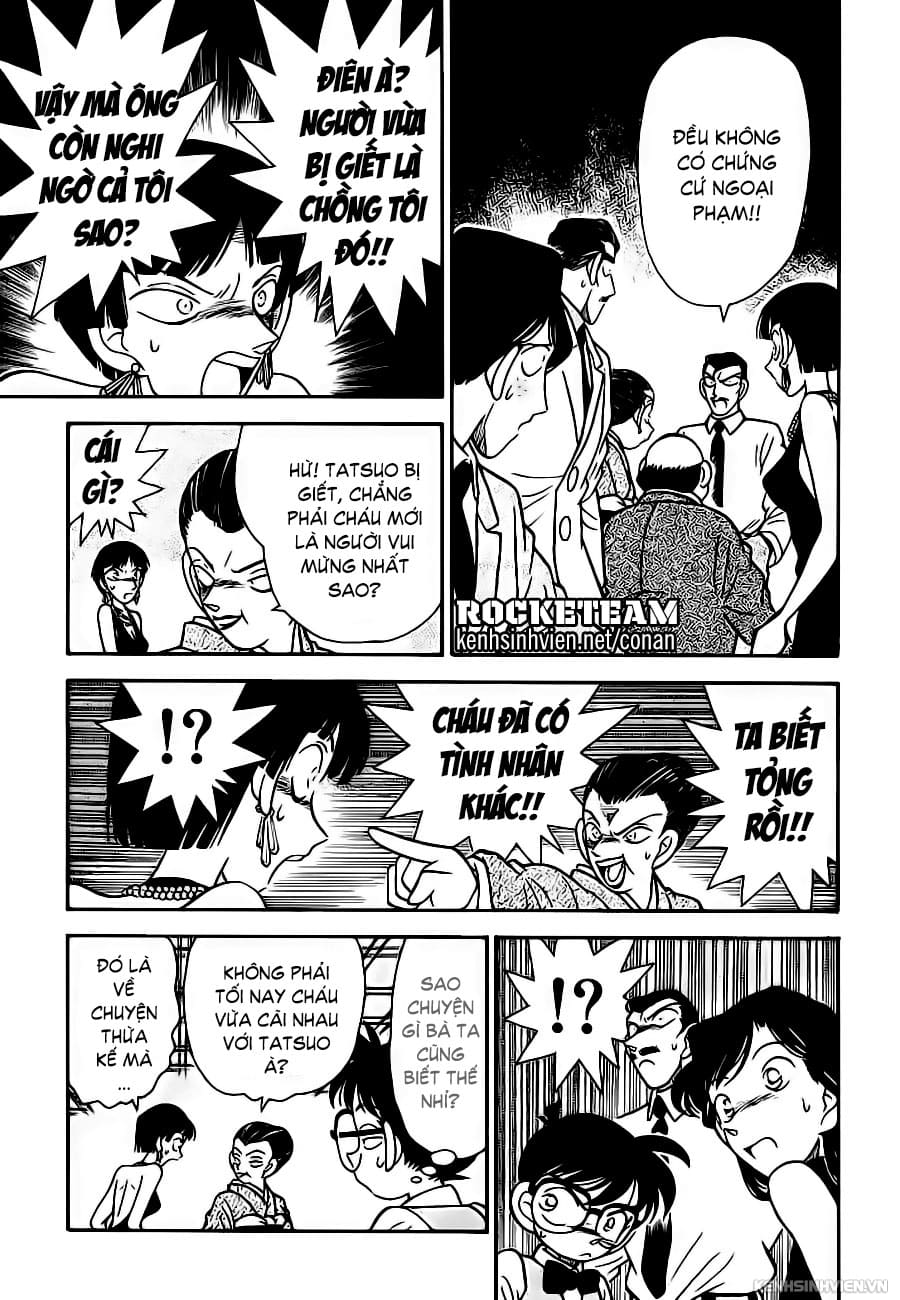 ĐỀU KHÔNG
CÓ CHỨNG
CỨ NGOẠI
PHẠM!!
ROCKETEAM
kenhsinhvien.net/conan
ĐIÊN À?
NGƯỜI VỪA
BỊ GIẾT LÀ
CHỒNG TÔI
ĐÓ!!
VẬY MÀ ÔNG
CÒN NGHI
NGỜ CẢ TÔI
SAO?
HỪ! TATSUO BỊ
GIẾT, CHẲNG
PHẢI CHÁU MỚI
LÀ NGƯỜI VUI
MỪNG NHẤT
SAO?
CÁI
GÌ?
TA BIẾT
TỎNG
RỒI!!
CHÁU ĐÃ CÓ
TÌNH NHÂN
KHÁC!!
!?
!?
SAO
CHUYỆN
GÌ BÀ TA
CŨNG
BIẾT THẾ
NHỈ?
KHÔNG PHẢI
TỐI NAY CHÁU
VỪA CÃI NHAU
VỚI TATSUO
À?
ĐÓ LÀ
VỀ
CHUYỆN
THỪA
KẾ MÀ
...
KENHSINHVIEN.VN